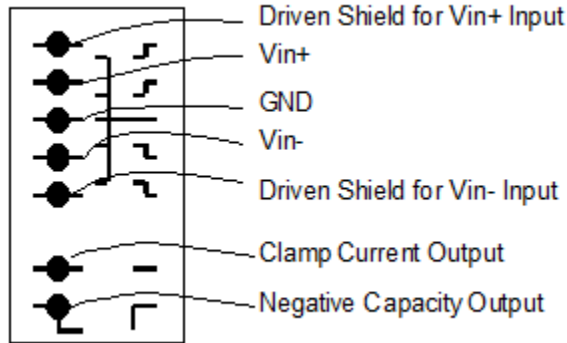 Driven Shield for Vin+ Input
Vin+
GND
Vin-
Driven Shield for Vin- Input
Clamp Current Output
Negative Capacity Output